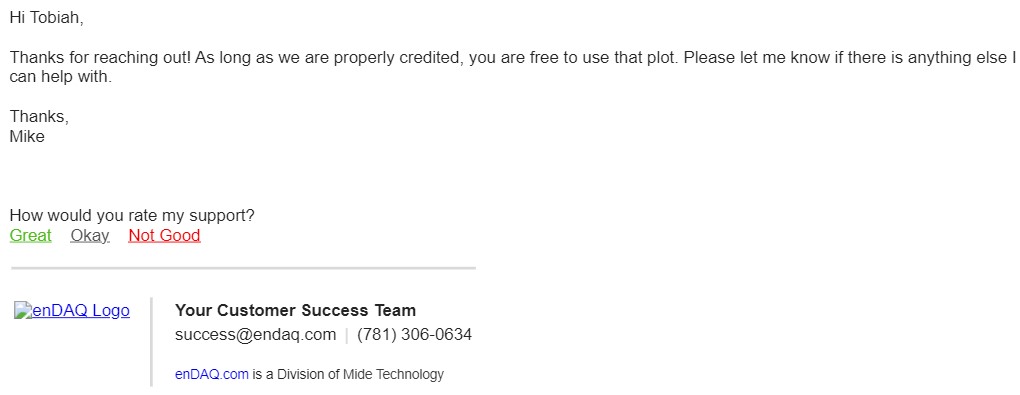 Hi Tobiah,
Thanks for reaching out! As long as we are properly credited, you are free to use that plot. Please let me know if there is anything else I
can help with.
Thanks,
Mike
How would you rate my support?
Great Okay Not Good
enDAQ Logo
Your Customer Success Team
success@endaq.com | (781) 306-0634
enDAQ.com is a Division of Mide Technology